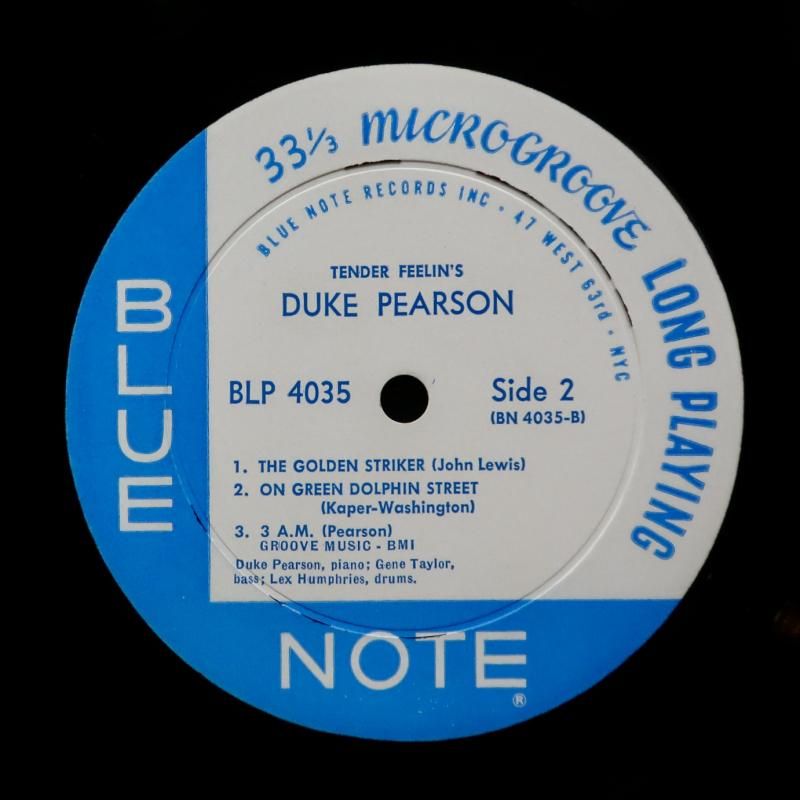 33⅓ MICROGROOVE LONG PLAYING
BLUE NOTE RECORDS INC • 47 WEST 63rd • NYC
TENDER FEELIN'S
DUKE PEARSON
BLP 4035
Side 2
(BN 4035-B)
1. THE GOLDEN STRIKER (John Lewis)
2. ON GREEN DOLPHIN STREET
(Kaper-Washington)
3. 3 A.M. (Pearson)
GROOVE MUSIC - BMI
Duke Pearson, piano; Gene Taylor,
bass; Lex Humphries, drums.
BLUE
NOTE
®